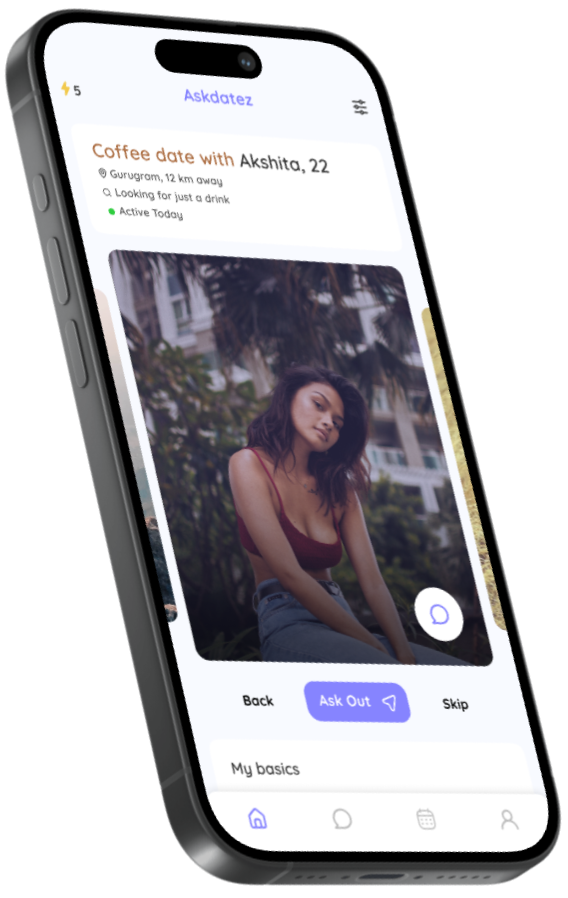 5
Askdatez
Coffee date with Akshita, 22
Gurugram, 12 km away
Looking for just a drink
Active Today
Back
Ask Out
Skip
My basics